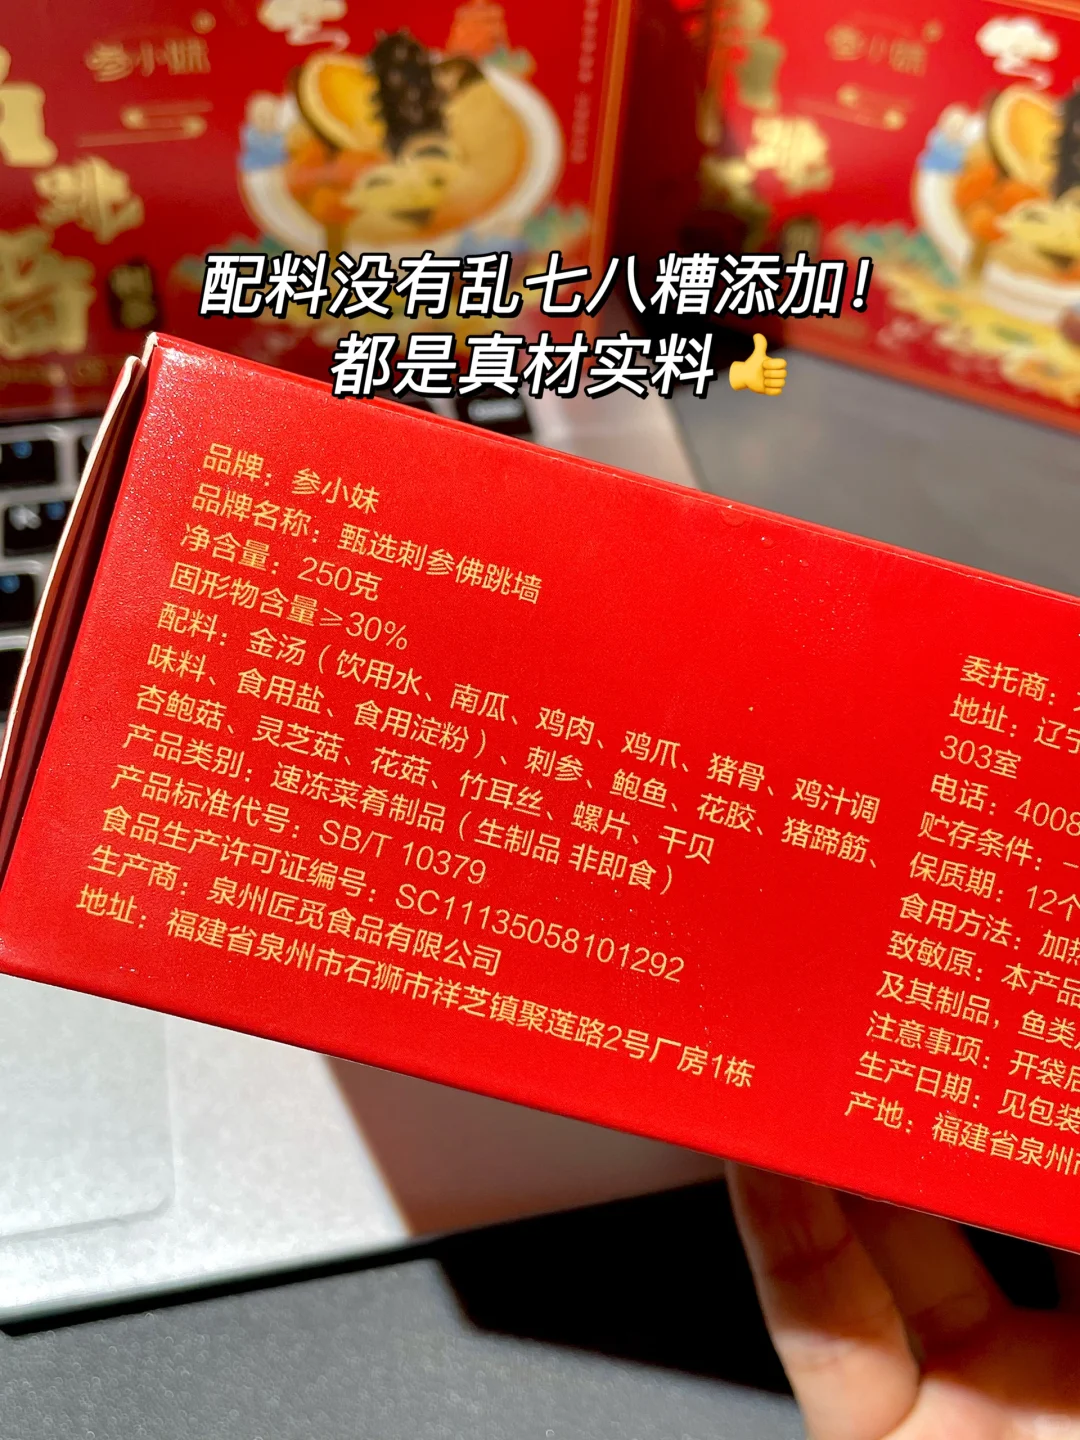 参小妹
参小妹
跳
跳
配料没有乱七八糟添加！
都是真材实料👍
品牌：参小妹
品牌名称：甄选刺参佛跳墙
净含量：250克
固形物含量≥30%
配料：金汤（饮用水、南瓜、鸡肉、鸡爪、猪骨、鸡汁调
味料、食用盐、食用淀粉）、刺参、鲍鱼、花胶、猪蹄筋、
杏鲍菇、灵芝菇、花菇、竹耳丝、螺片、干贝
产品类别：速冻菜肴制品（生制品 非即食）
产品标准代号：SB/T 10379
食品生产许可证编号：SC11135058101292
生产商：泉州匠觅食品有限公司
地址：福建省泉州市石狮市祥芝镇聚莲路2号厂房1栋
委托商：
地址：辽宁
303室
电话：4008
贮存条件：-
保质期：12个
食用方法：加热
致敏原：本产品
及其制品，鱼类
注意事项：开袋后
生产日期：见包装
产地：福建省泉州市